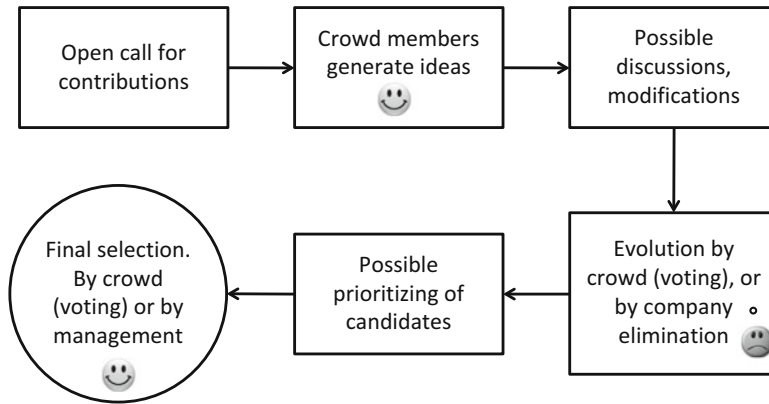 Open call for
contributions
Crowd members
generate ideas
Possible
discussions,
modifications
Evolution by
crowd (voting), or
by company
elimination
Possible
prioritizing of
candidates
Final selection.
By crowd
(voting) or by
management